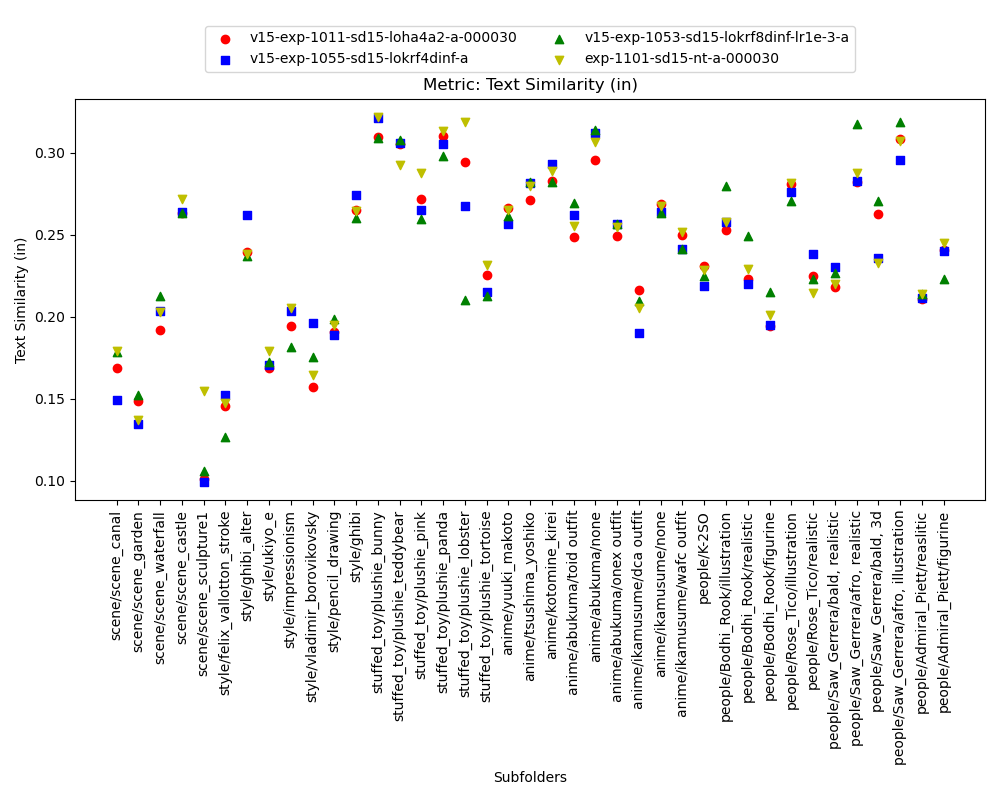 v15-exp-1011-sd15-loha4a2-a-000030
v15-exp-1055-sd15-lokrf4dinf-a
v15-exp-1053-sd15-lokrf8dinf-lr1e-3-a
exp-1101-sd15-nt-a-000030
Metric: Text Similarity (in)
Text Similarity (in)
0.30
0.25
0.20
0.15
0.10
scene/scene_canal
scene/scene_garden
scene/scene_waterfall
scene/scene_castle
scene/scene_sculpture1
style/felix_vallotton_stroke
style/ghibi_alter
style/ukiyo_e
style/impressionism
style/vladimir_borovikovsky
style/pencil_drawing
style/ghibi
stuffed_toy/plushie_bunny
stuffed_toy/plushie_teddybear
stuffed_toy/plushie_pink
stuffed_toy/plushie_panda
stuffed_toy/plushie_lobster
stuffed_toy/plushie_tortoise
anime/yuuki_makoto
anime/tsushima_yoshiko
anime/kotomine_kirei
anime/abukuma/toid outfit
anime/abukuma/none
anime/abukuma/onex outfit
anime/ikamusume/dca outfit
anime/ikamusume/none
anime/ikamusume/wafc outfit
people/K-2SO
people/Bodhi_Rook/illustration
people/Bodhi_Rook/realistic
people/Bodhi_Rook/figurine
people/Rose_Tico/illustration
people/Rose_Tico/realistic
people/Saw_Gerrera/bald, realistic
people/Saw_Gerrera/afro, realistic
people/Saw_Gerrera/bald, 3d
people/Saw_Gerrera/afro, illustration
people/Admiral_Piett/reaslitic
people/Admiral_Piett/figurine
Subfolders